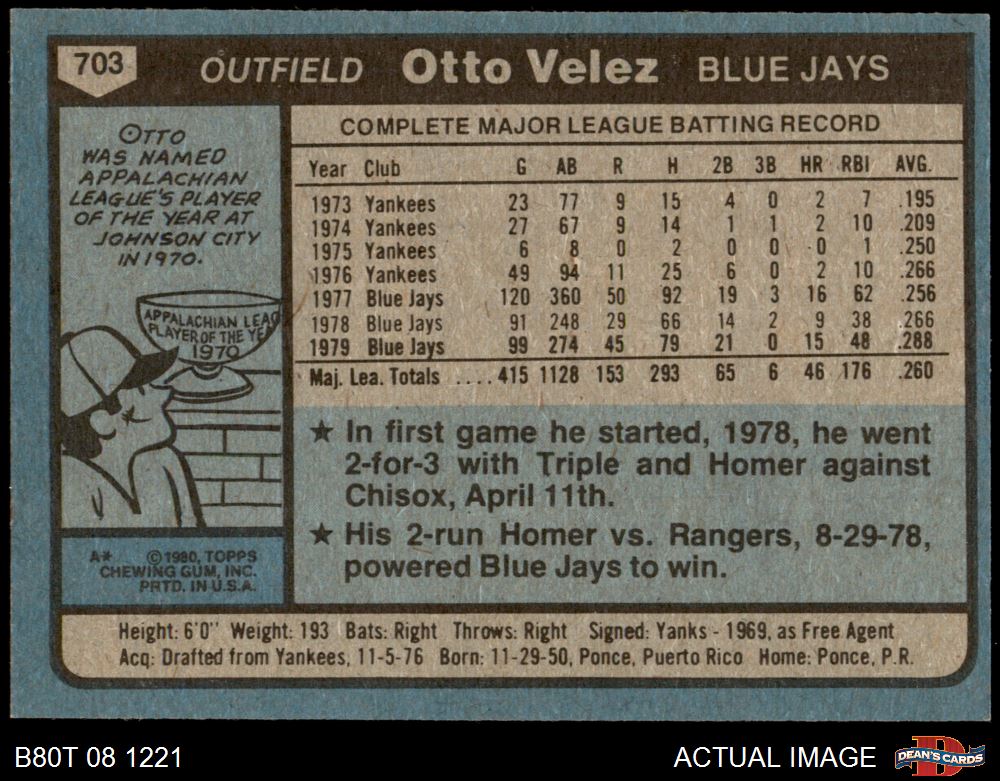 703 OUTFIELD Otto Velez BLUE JAYS
OTTO
WAS NAMED
APPALACHIAN
LEAGUE'S PLAYER
OF THE YEAR AT
JOHNSON CITY
IN 1970.
APPALACHIAN LEAG
PLAYER OF THE YEA
1970
A* ©1980, TOPPS
CHEWING GUM, INC.
PRTD. IN U.S.A.
COMPLETE MAJOR LEAGUE BATTING RECORD
Year Club G AB R H 2B 3B HR RBI AVG.
1973 Yankees 23 77 9 15 4 0 2 7 .195
1974 Yankees 27 67 9 14 1 1 2 10 .209
1975 Yankees 6 8 0 2 0 0 0 1 .250
1976 Yankees 49 94 11 25 6 0 2 10 .266
1977 Blue Jays 120 360 50 92 19 3 16 62 .256
1978 Blue Jays 91 248 29 66 14 2 9 38 .266
1979 Blue Jays 99 274 45 79 21 0 15 48 .288
Maj. Lea. Totals ....415 1128 153 293 65 6 46 176 .260
★ In first game he started, 1978, he went
2-for-3 with Triple and Homer against
Chisox, April 11th.
★ His 2-run Homer vs. Rangers, 8-29-78,
powered Blue Jays to win.
Height: 6'0" Weight: 193 Bats: Right Throws: Right Signed: Yanks - 1969, as Free Agent
Acq: Drafted from Yankees, 11-5-76 Born: 11-29-50, Ponce, Puerto Rico Home: Ponce, P.R.
B80T 08 1221 ACTUAL IMAGE D DEAN'S CARDS